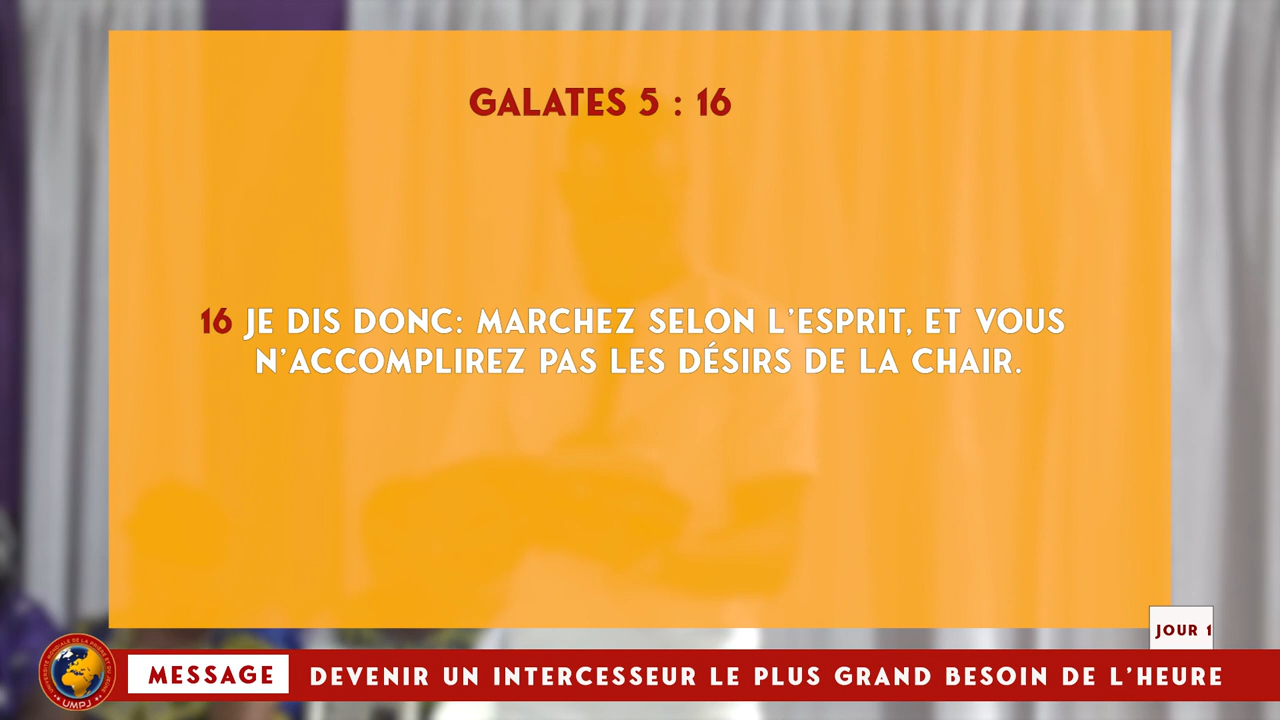 GALATES 5 : 16
16 JE DIS DONC: MARCHEZ SELON L'ESPRIT, ET VOUS
N'ACCOMPLIREZ PAS LES DÉSIRS DE LA CHAIR.
JOUR 1
MESSAGE
DEVENIR UN INTERCESSEUR LE PLUS GRAND BESOIN DE L'HEURE
UMPJ